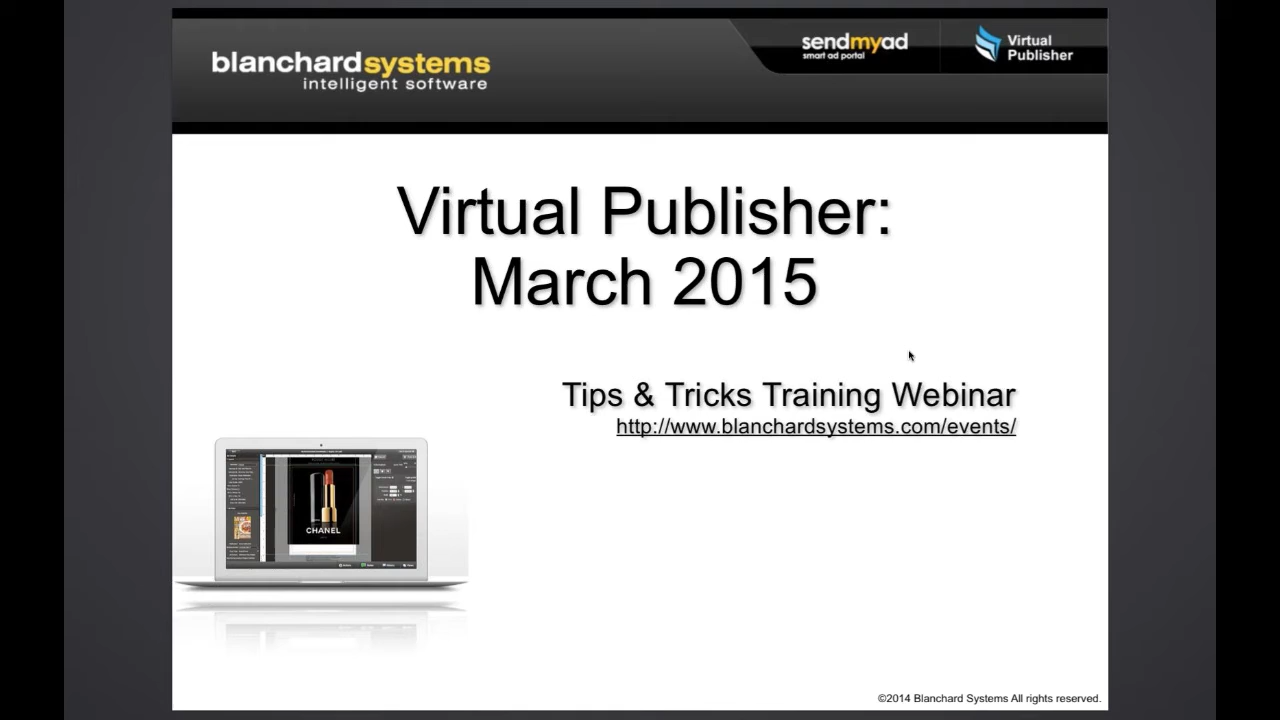 blanchardsystems
intelligent software
sendmyad
smart ad portal
Virtual
Publisher
Virtual Publisher:
March 2015
Tips & Tricks Training Webinar
http://www.blanchardsystems.com/events/
CHANEL
©2014 Blanchard Systems All rights reserved.